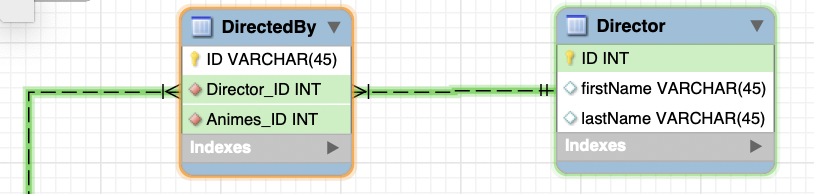 DirectedBy
ID VARCHAR(45)
Director_ID INT
Animes_ID INT
Indexes
Director
ID INT
firstName VARCHAR(45)
lastName VARCHAR(45)
Indexes